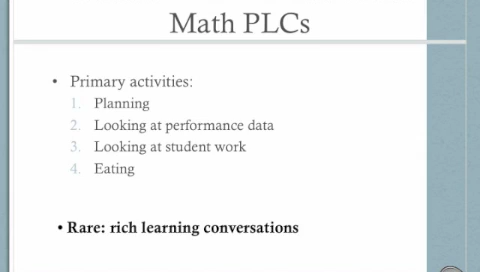 Math PLCs
• Primary activities:
1. Planning
2. Looking at performance data
3. Looking at student work
4. Eating
• Rare: rich learning conversations